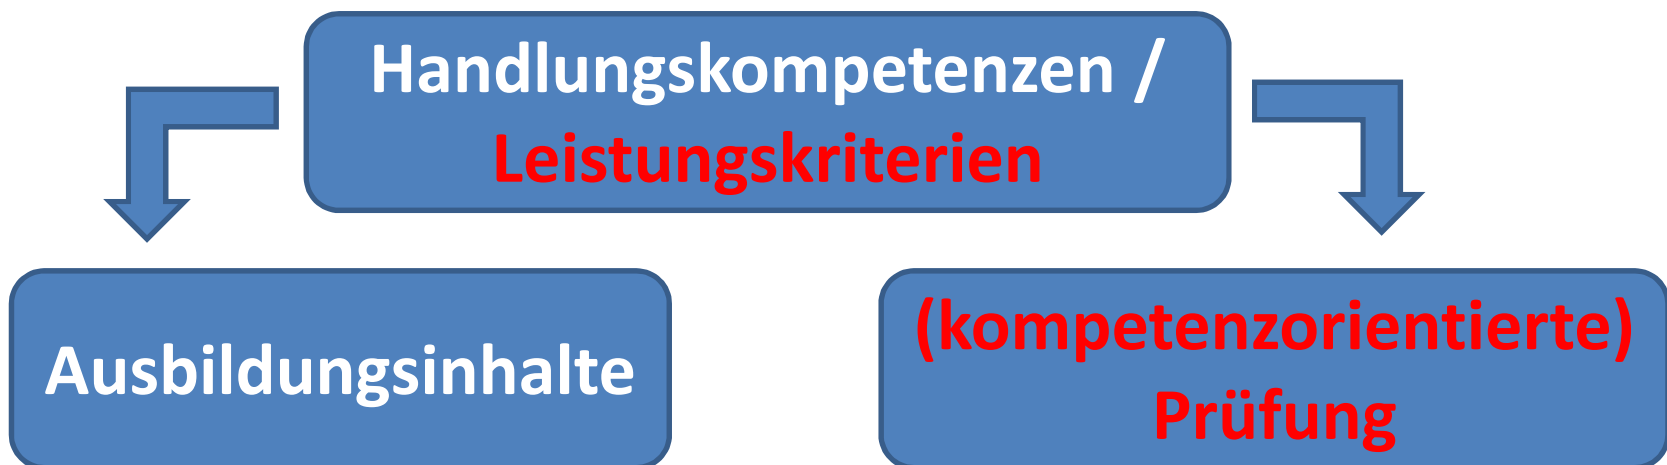 Handlungskompetenzen /
Leistungskriterien
Ausbildungsinhalte
(kompetenzorientierte)
Prüfung